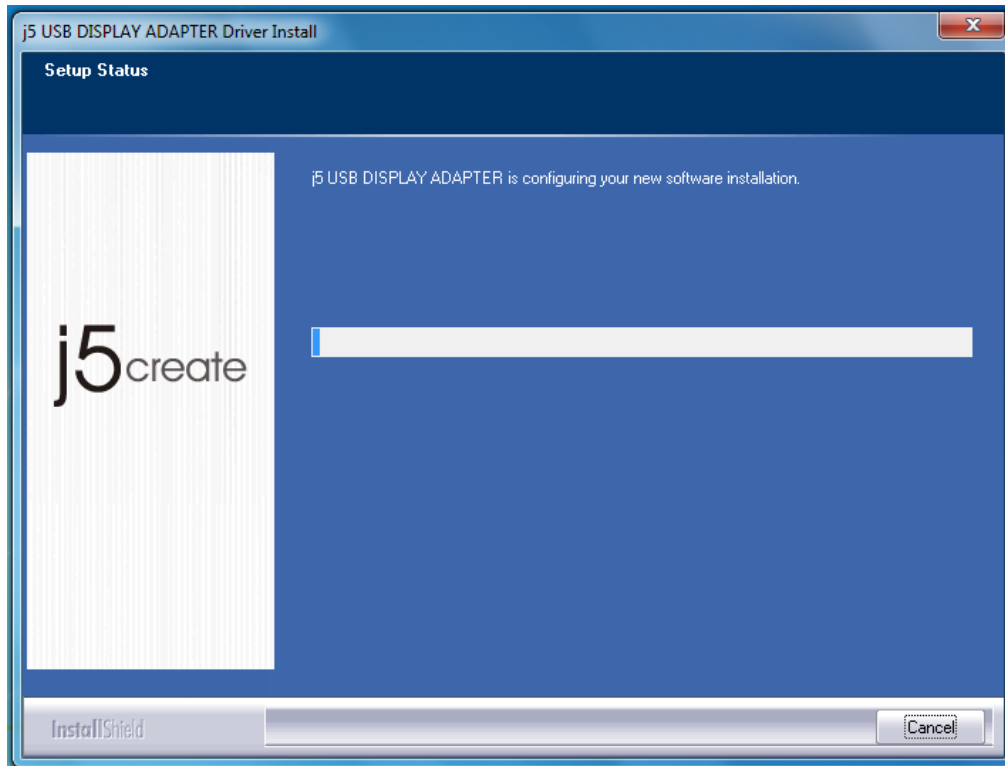 j5 USB DISPLAY ADAPTER Driver Install
Setup Status
j5 USB DISPLAY ADAPTER is configuring your new software installation.
j5create
InstallShield
Cancel